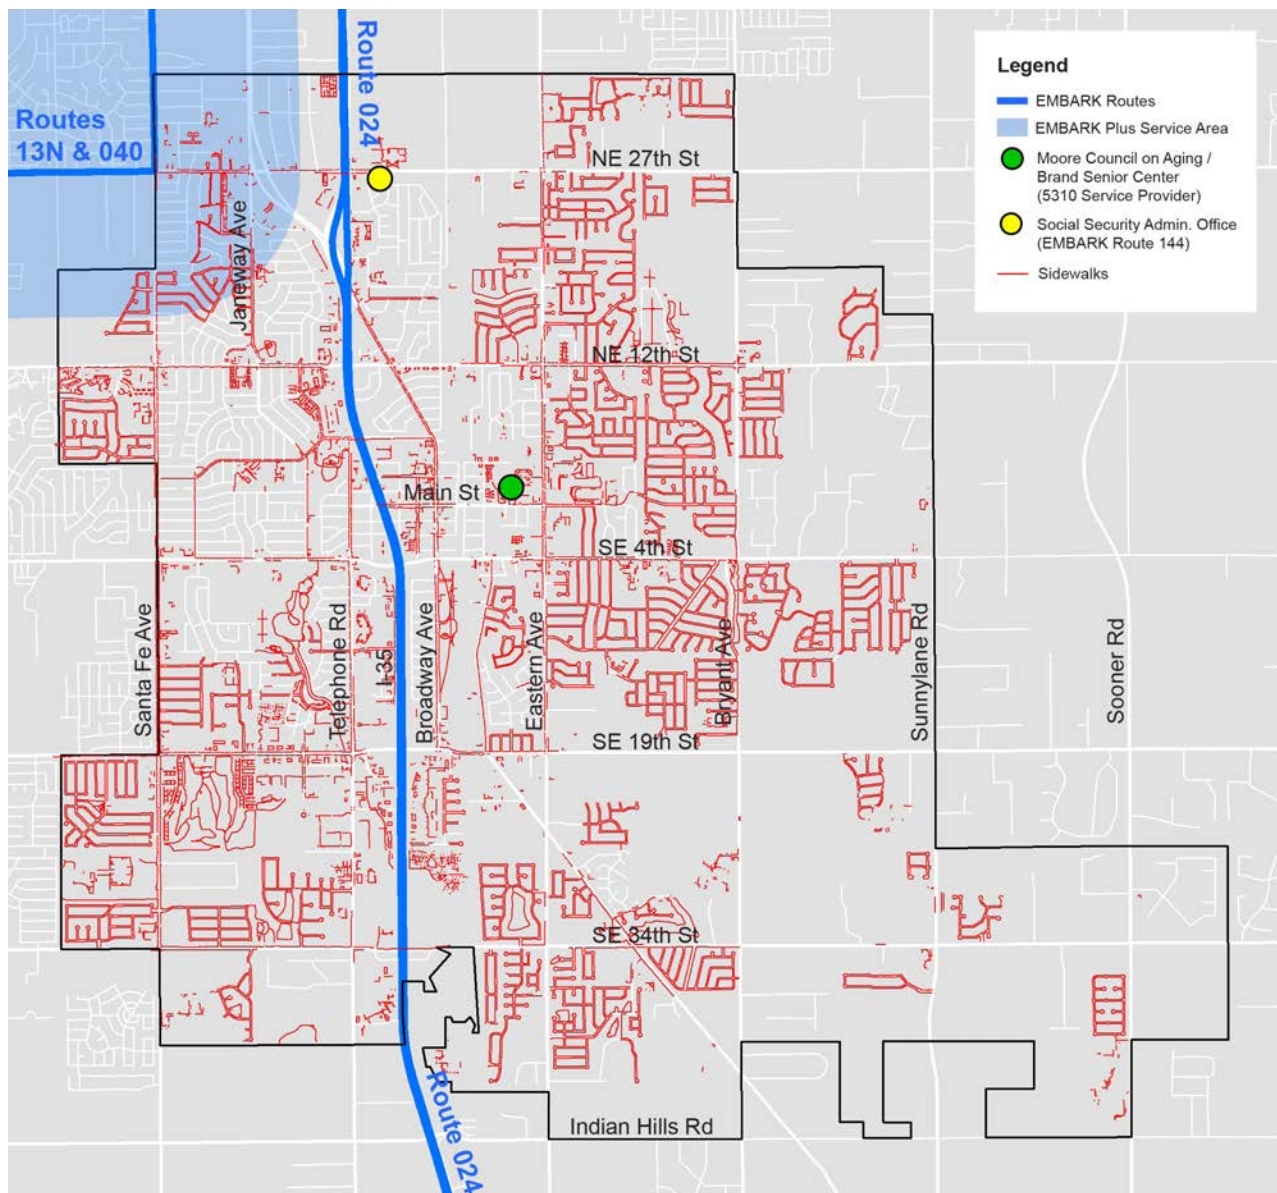 Route 024
Routes
13N & 040
Legend
EMBARK Routes
EMBARK Plus Service Area
Moore Council on Aging /
Brand Senior Center
(5310 Service Provider)
Social Security Admin. Office
(EMBARK Route 144)
Sidewalks
NE 27th St
Janeway Ave
NE 12th St
Main St
SE 4th St
Santa Fe Ave
Telephone Rd
I-35
Broadway Ave
Eastern Ave
Bryant Ave
Sunnylane Rd
Sooner Rd
SE 19th St
SE 34th St
Route 024
Indian Hills Rd